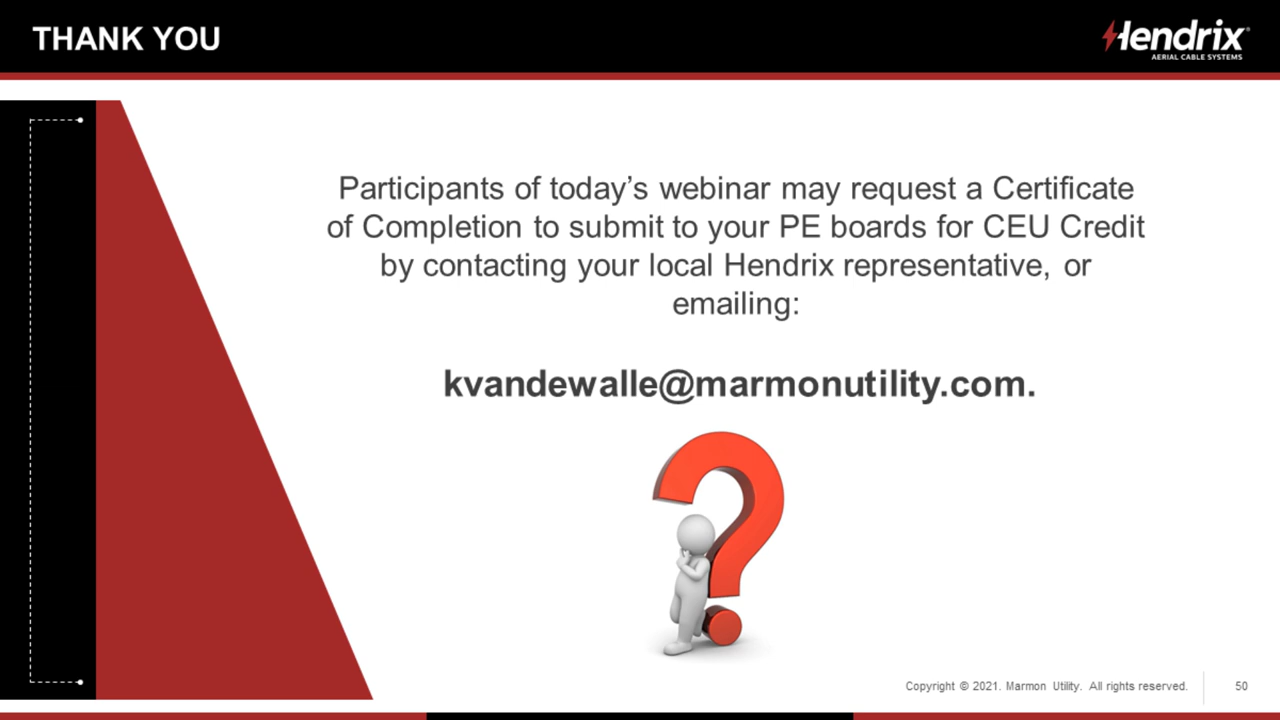 THANK YOU
Hendrix®
AERIAL CABLE SYSTEMS
Participants of today’s webinar may request a Certificate
of Completion to submit to your PE boards for CEU Credit
by contacting your local Hendrix representative, or
emailing:
kvandewalle@marmonutility.com.
Copyright © 2021. Marmon Utility. All rights reserved.
50